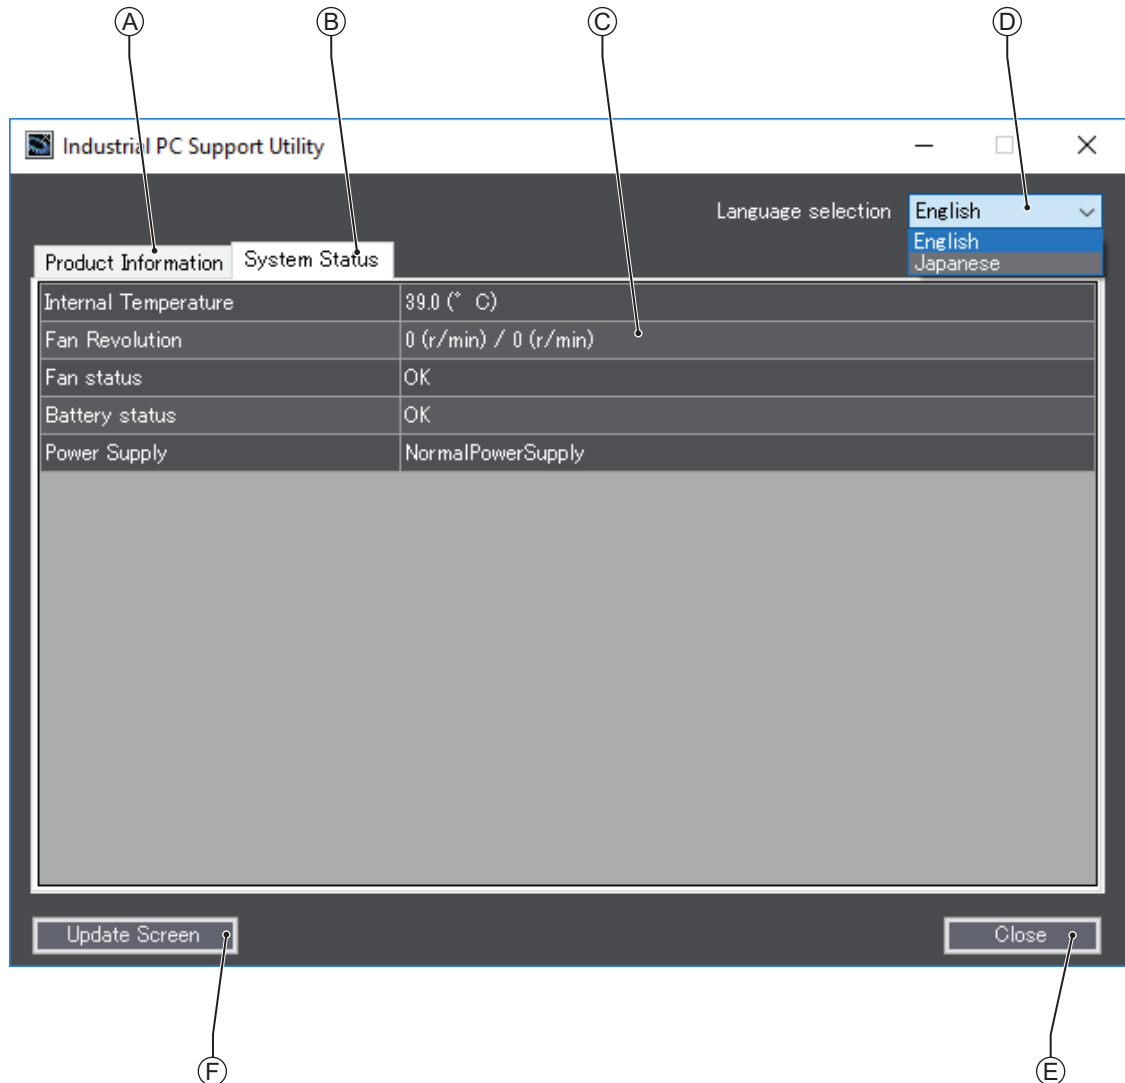 A B C D
Industrial PC Support Utility
Language selection English
English
Japanese
Product Information System Status
Internal Temperature 39.0 (° C)
Fan Revolution 0 (r/min) / 0 (r/min)
Fan status OK
Battery status OK
Power Supply NormalPowerSupply
Update Screen Close
F E